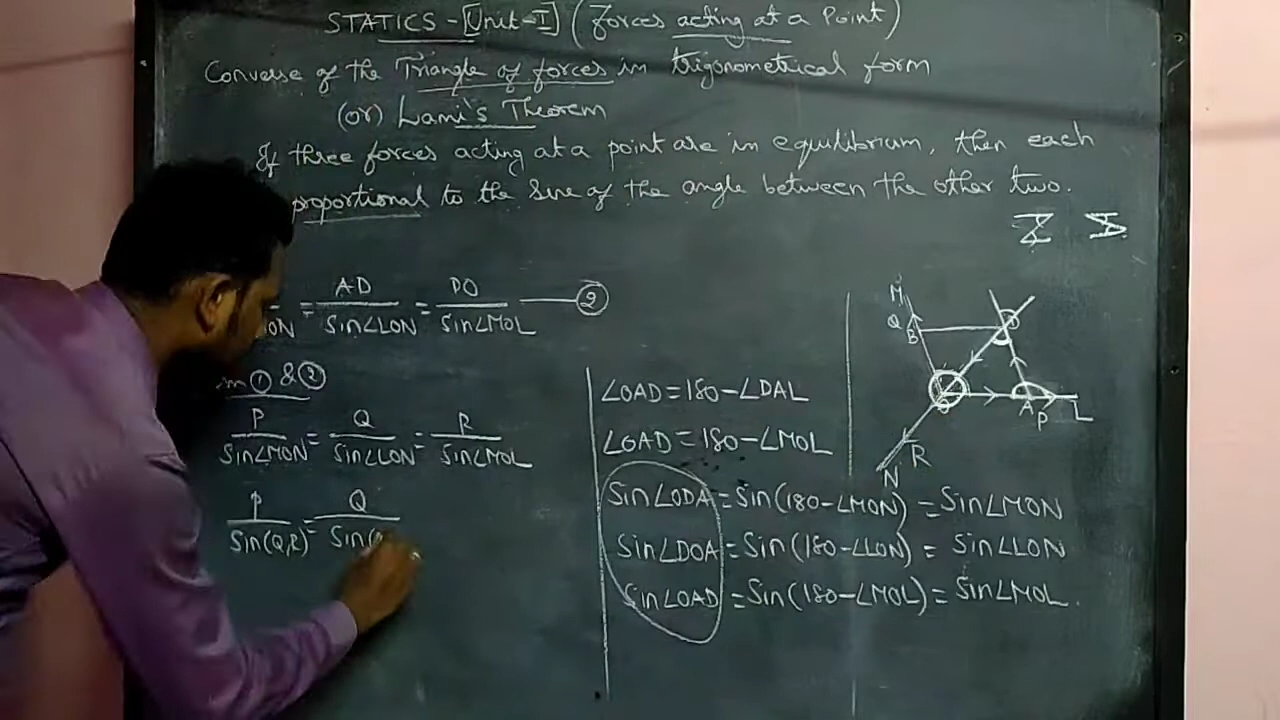 STATICS - [Unit-I] (Forces acting at a Point)
Converse of the Triangle of forces in trigonometrical form
(or) Lami's Theorem
If three forces acting at a point are in equilibrium, then each
proportional to the Sine of the angle between the other two.
= AD / Sin∠LON = DO / Sin∠MOL — ②
① & ②
P / Sin∠MON = Q / Sin∠LON = R / Sin∠MOL
P / Sin(Q,R) = Q / Sin(
∠OAD = 180 - ∠DAL
∠OAD = 180 - ∠MOL
Sin∠ODA = Sin(180 - ∠MON) = Sin∠MON
Sin∠DOA = Sin(180 - ∠LON) = Sin∠LON
Sin∠OAD = Sin(180 - ∠MOL) = Sin∠MOL.
M
Q
B
D
O
A
P
L
R
N